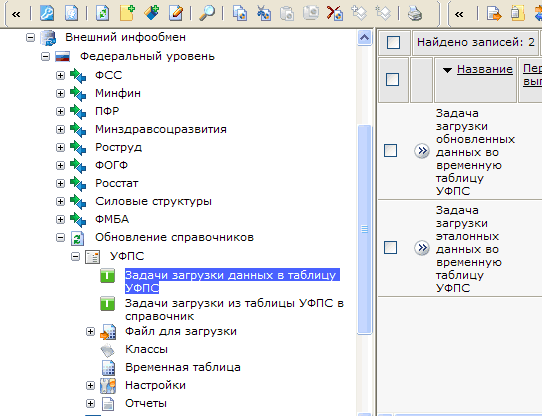 Внешний инфообмен
Федеральный уровень
ФСС
Минфин
ПФР
Минздравсоцразвития
Роструд
ФОГФ
Росстат
Силовые структуры
ФМБА
Обновление справочников
УФПС
Задачи загрузки данных в таблицу
УФПС
Задачи загрузки из таблицы УФПС в
справочник
Файл для загрузки
Классы
Временная таблица
Настройки
Отчеты
Найдено записей: 2
Название
Задача
загрузки
обновленных
данных во
временную
таблицу
УФПС
Задача
загрузки
эталонных
данных во
временную
таблицу
УФПС